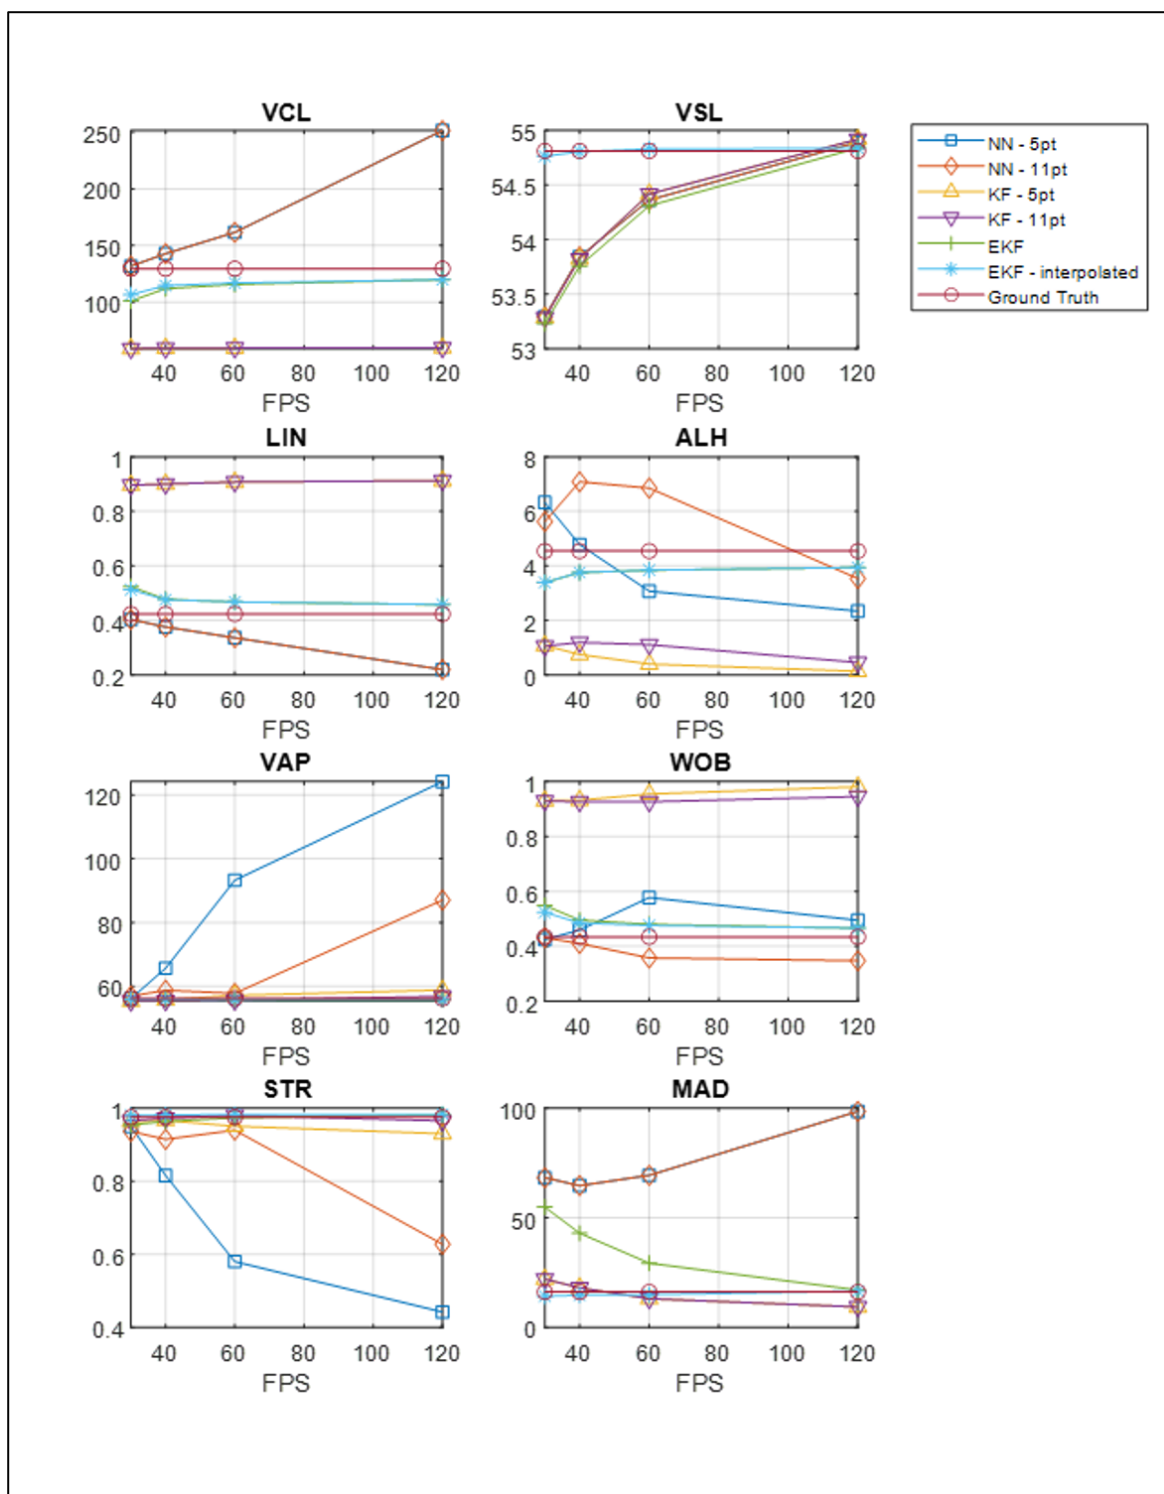 VCL
250
200
150
100
40 60 80 100 120
FPS
VSL
55
54.5
54
53.5
53
40 60 80 100 120
FPS
NN - 5pt
NN - 11pt
KF - 5pt
KF - 11pt
EKF
EKF - interpolated
Ground Truth
LIN
1
0.8
0.6
0.4
0.2
40 60 80 100 120
FPS
ALH
8
6
4
2
0
40 60 80 100 120
FPS
VAP
120
100
80
60
40 60 80 100 120
FPS
WOB
1
0.8
0.6
0.4
0.2
40 60 80 100 120
FPS
STR
1
0.8
0.6
0.4
40 60 80 100 120
FPS
MAD
100
50
0
40 60 80 100 120
FPS